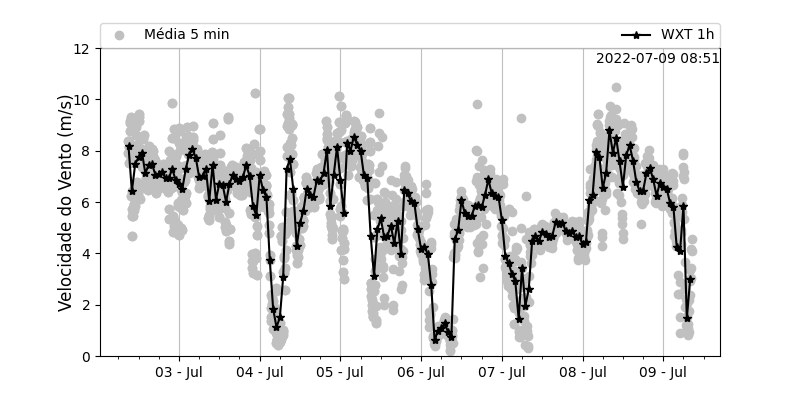 Média 5 min
WXT 1h
2022-07-09 08:51
Velocidade do Vento (m/s)
12
10
8
6
4
2
0
03 - Jul
04 - Jul
05 - Jul
06 - Jul
07 - Jul
08 - Jul
09 - Jul